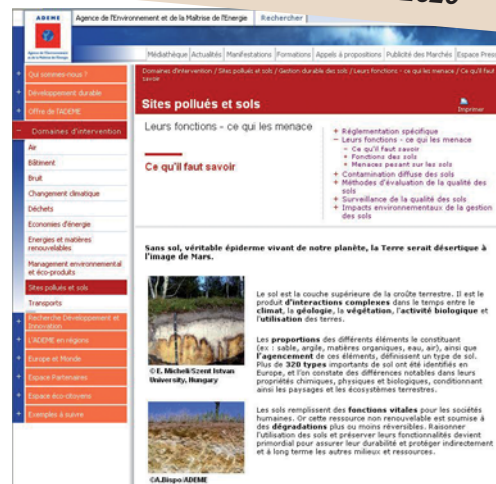 2020
ADEME
Agence de l'Environnement et de la Maîtrise de l'Energie
Rechercher
Médiathèque
Actualités
Manifestations
Formations
Appels à propositions
Publicité des Marchés
Espace Press
Domaines d'intervention / Sites pollués et sols / Gestion durable des sols / Leurs fonctions - ce qui les menace / Ce qu'il faut
savoir
+ Qui sommes-nous ?
+ Développement durable
+ Offre de l'ADEME
− Domaines d'intervention
Air
Bâtiment
Bruit
Changement climatique
Déchets
Economies d'énergie
Energies et matières
renouvelables
Management environnemental
et éco-produits
Sites pollués et sols
Transports
+ Recherche Développement et
Innovation
+ L'ADEME en régions
+ Europe et Monde
+ Espace Partenaires
+ Espace éco-citoyens
+ Exemples à suivre
Sites pollués et sols
Imprimer
Leurs fonctions - ce qui les menace
Ce qu'il faut savoir
+ Réglementation spécifique
− Leurs fonctions - ce qui les menace
− Ce qu'il faut savoir
+ Fonctions des sols
+ Menaces pesant sur les sols
+ Contamination diffuse des sols
+ Méthodes d'évaluation de la qualité des
sols
+ Surveillance de la qualité des sols
+ Impacts environnementaux de la gestion
des sols
Sans sol, véritable épiderme vivant de notre planète, la Terre serait désertique à
l'image de Mars.
Le sol est la couche supérieure de la croûte terrestre. Il est le
produit d'interactions complexes dans le temps entre le
climat, la géologie, la végétation, l'activité biologique et
l'utilisation des terres.
Les proportions des différents éléments le constituant
(ex : sable, argile, matières organiques, eau, air), ainsi que
l'agencement de ces éléments, définissent un type de sol.
Plus de 320 types importants de sol ont été identifiés en
Europe, et l'on constate des différences notables dans leurs
propriétés chimiques, physiques et biologiques, conditionnant
ainsi les paysages et les écosystèmes terrestres.
© E. Micheli/Szent Istvan
University, Hungary
Les sols remplissent des fonctions vitales pour les sociétés
humaines. Or cette ressource non renouvelable est soumise à
des dégradations plus ou moins réversibles. Raisonner
l'utilisation des sols et préserver leurs fonctionnalités devient
primordial pour assurer leur durabilité et protéger indirectement
et à long terme les autres milieux et ressources.
©A.Bispo/ADEME